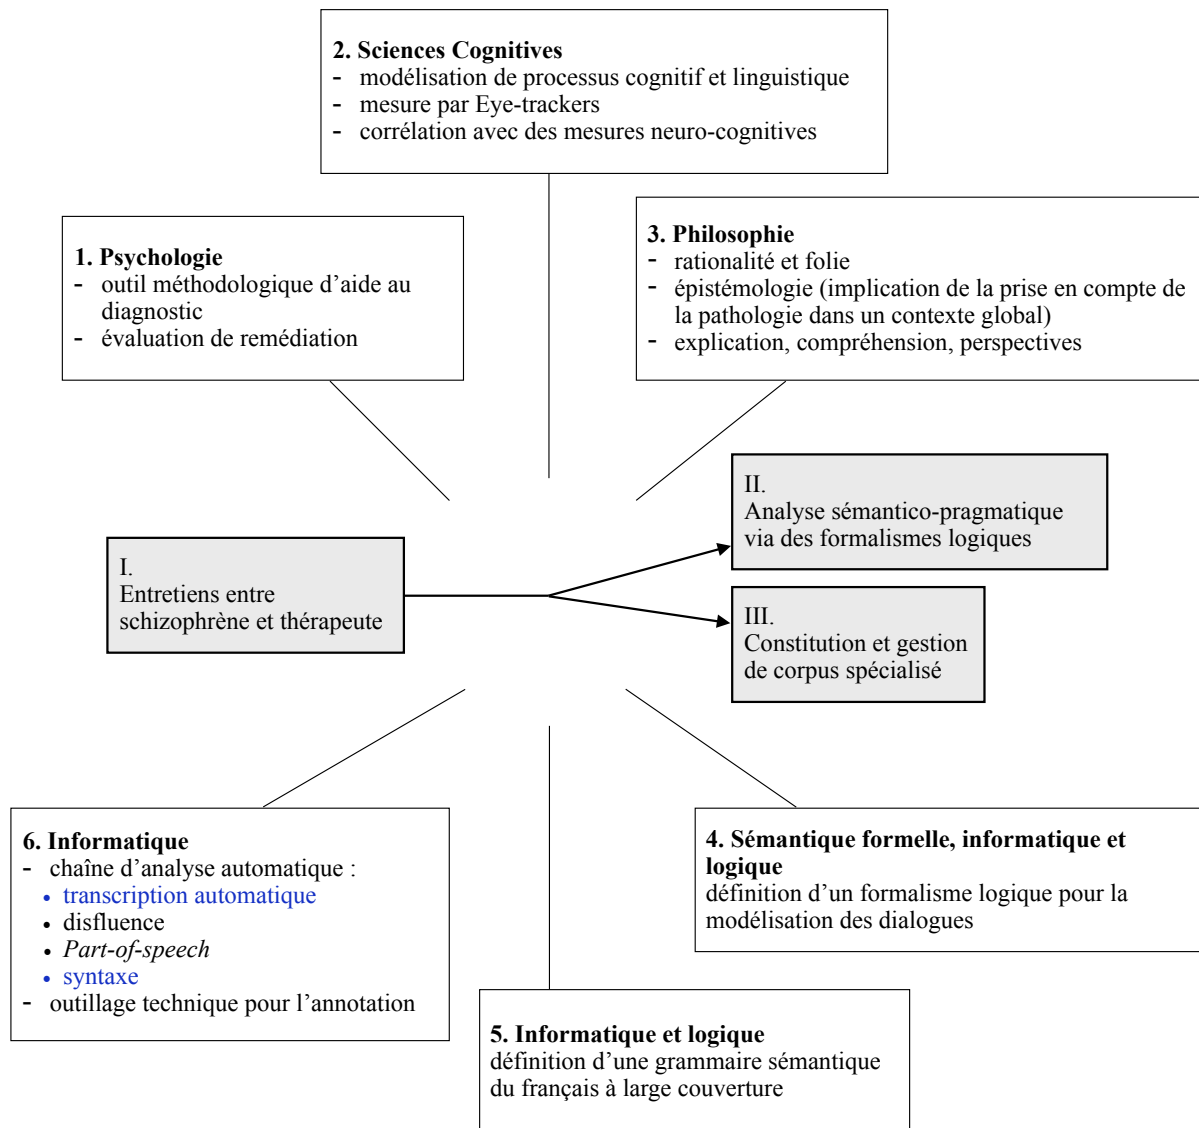 2. Sciences Cognitives
- modélisation de processus cognitif et linguistique
- mesure par Eye-trackers
- corrélation avec des mesures neuro-cognitives
1. Psychologie
- outil méthodologique d’aide au
diagnostic
- évaluation de remédiation
3. Philosophie
- rationalité et folie
- épistémologie (implication de la prise en compte de
la pathologie dans un contexte global)
- explication, compréhension, perspectives
I.
Entretiens entre
schizophrène et thérapeute
II.
Analyse sémantico-pragmatique
via des formalismes logiques
III.
Constitution et gestion
de corpus spécialisé
6. Informatique
- chaîne d’analyse automatique :
• transcription automatique
• disfluence
• Part-of-speech
• syntaxe
- outillage technique pour l’annotation
4. Sémantique formelle, informatique et
logique
définition d’un formalisme logique pour la
modélisation des dialogues
5. Informatique et logique
définition d’une grammaire sémantique
du français à large couverture